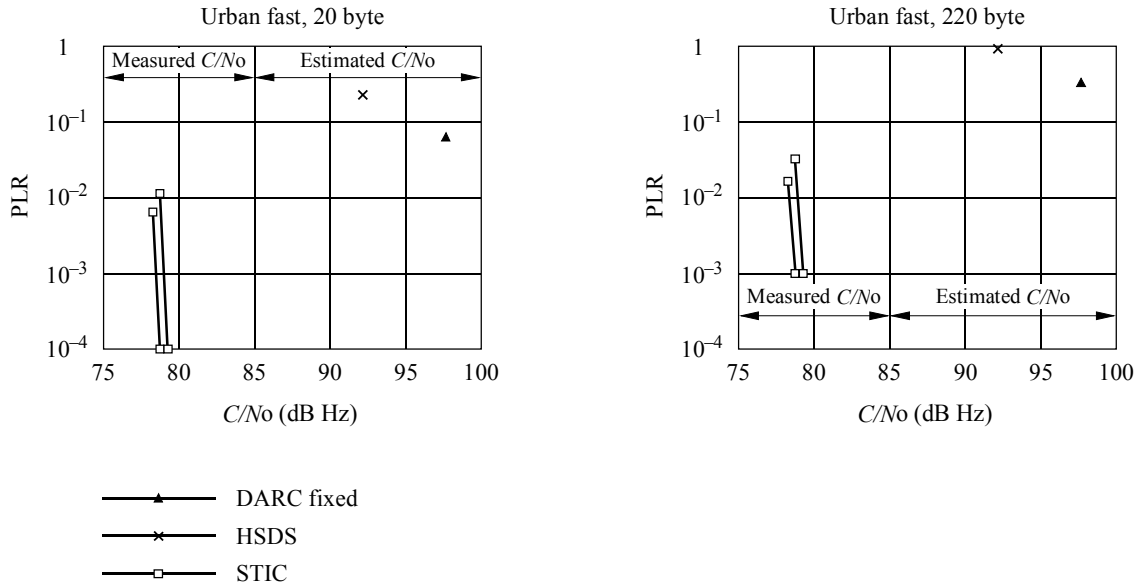 Urban fast, 20 byte
1
10⁻¹
10⁻²
10⁻³
10⁻⁴
PLR
Measured C/No
Estimated C/No
75 80 85 90 95 100
C/No (dB Hz)
Urban fast, 220 byte
1
10⁻¹
10⁻²
10⁻³
10⁻⁴
PLR
Measured C/No
Estimated C/No
75 80 85 90 95 100
C/No (dB Hz)
DARC fixed
HSDS
STIC